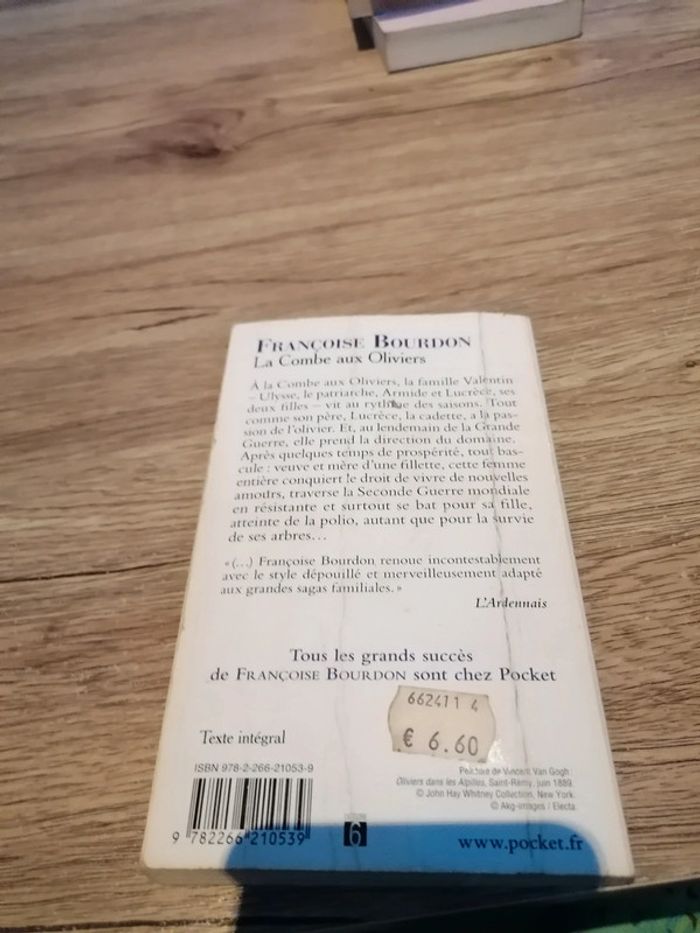 FRANÇOISE BOURDON
La Combe aux Oliviers
À la Combe aux Oliviers, la famille Valentin
– Ulysse, le patriarche, Armide et Lucrèce, ses
deux filles – vit au rythme des saisons. Tout
comme son père, Lucrèce, la cadette, a la pas-
sion de l'olivier. Et, au lendemain de la Grande
Guerre, elle prend la direction du domaine.
Après quelques temps de prospérité, tout bas-
cule : veuve et mère d'une fillette, cette femme
entière conquiert le droit de vivre de nouvelles
amours, traverse la Seconde Guerre mondiale
en résistante et surtout se bat pour sa fille,
atteinte de la polio, autant que pour la survie
de ses arbres…
« (…) Françoise Bourdon renoue incontestablement
avec le style dépouillé et merveilleusement adapté
aux grandes sagas familiales. »
L'Ardennais
Tous les grands succès
de FRANÇOISE BOURDON sont chez Pocket
662411 4
€ 6.60
Texte intégral
ISBN 978-2-266-21053-9
Peinture de Vincent Van Gogh :
Oliviers dans les Alpilles, Saint-Rémy, juin 1889.
© John Hay Whitney Collection, New York.
© Akg-images / Electa.
9 782266 210539
6
www.pocket.fr